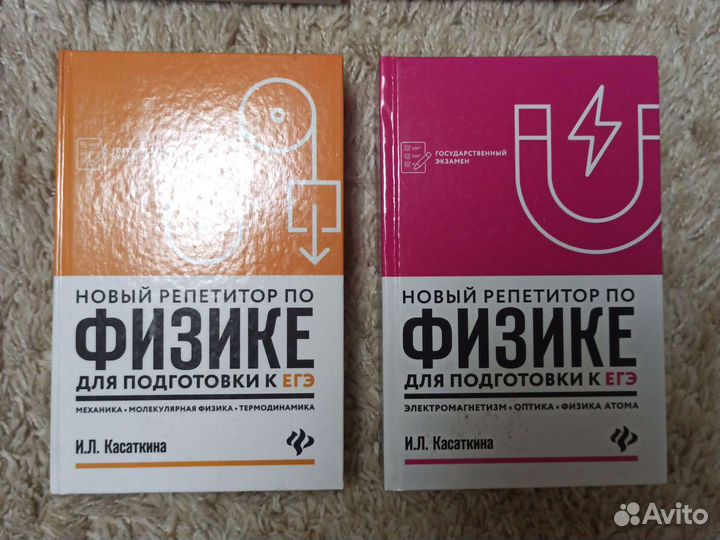 НОВЫЙ РЕПЕТИТОР ПО
ФИЗИКЕ
ДЛЯ ПОДГОТОВКИ К ЕГЭ
МЕХАНИКА • МОЛЕКУЛЯРНАЯ ФИЗИКА • ТЕРМОДИНАМИКА
И.Л. Касаткина
ГОСУДАРСТВЕННЫЙ
ЭКЗАМЕН
НОВЫЙ РЕПЕТИТОР ПО
ФИЗИКЕ
ДЛЯ ПОДГОТОВКИ К ЕГЭ
ЭЛЕКТРОМАГНЕТИЗМ • ОПТИКА • ФИЗИКА АТОМА
И.Л. Касаткина
Avito